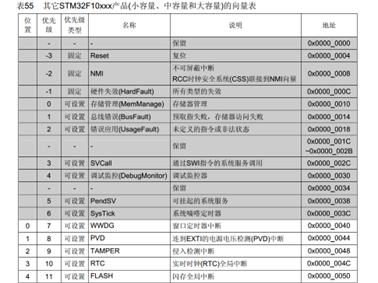 表55 其它STM32F10xxx产品(小容量、中容量和大容量)的向量表
位置 优先级 优先级类型 名称 说明 地址
- - - 保留 0x0000_0000
-3 固定 Reset 复位 0x0000_0004
-2 固定 NMI 不可屏蔽中断 RCC时钟安全系统(CSS)联接到NMI向量 0x0000_0008
-1 固定 硬件失效(HardFault) 所有类型的失效 0x0000_000C
0 可设置 存储管理(MemManage) 存储器管理 0x0000_0010
1 可设置 总线错误(BusFault) 预取指失败，存储器访问失败 0x0000_0014
2 可设置 错误应用(UsageFault) 未定义的指令或非法状态 0x0000_0018
- - - 保留 0x0000_001C ~0x0000_002B
3 可设置 SVCall 通过SWI指令的系统服务调用 0x0000_002C
4 可设置 调试监控(DebugMonitor) 调试监控器 0x0000_0030
- - - 保留 0x0000_0034
5 可设置 PendSV 可挂起的系统服务 0x0000_0038
6 可设置 SysTick 系统嘀嗒定时器 0x0000_003C
0 7 可设置 WWDG 窗口定时器中断 0x0000_0040
1 8 可设置 PVD 连到EXTI的电源电压检测(PVD)中断 0x0000_0044
2 9 可设置 TAMPER 侵入检测中断 0x0000_0048
3 10 可设置 RTC 实时时钟(RTC)全局中断 0x0000_004C
4 11 可设置 FLASH 闪存全局中断 0x0000_0050